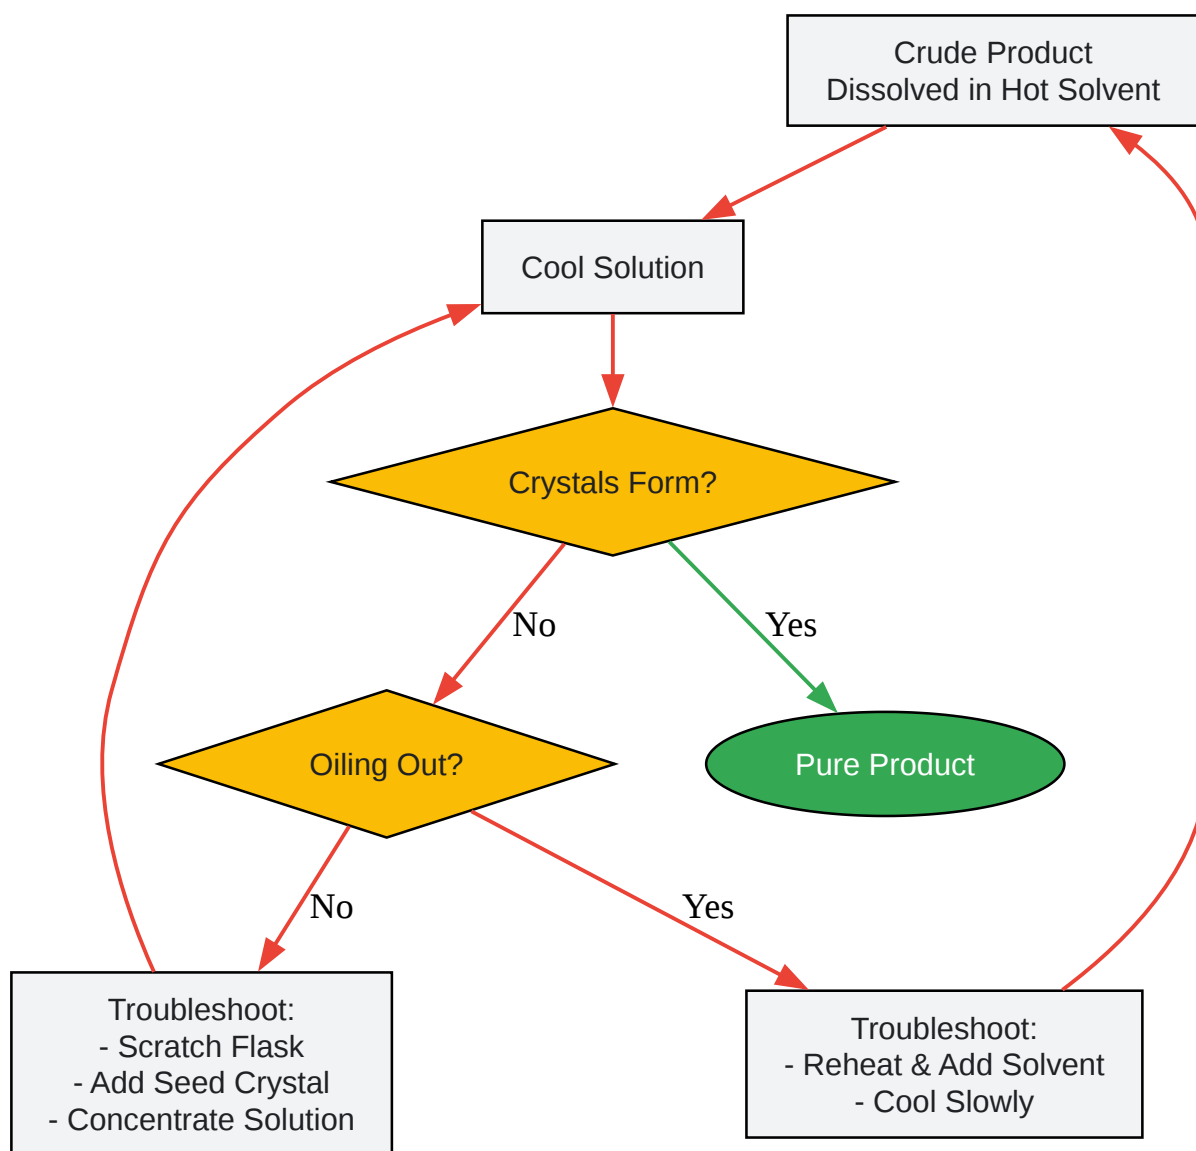 Crude Product
Dissolved in Hot Solvent
Cool Solution
Crystals Form?
No
Yes
Oiling Out?
Pure Product
No
Yes
Troubleshoot:
- Scratch Flask
- Add Seed Crystal
- Concentrate Solution
Troubleshoot:
- Reheat & Add Solvent
- Cool Slowly